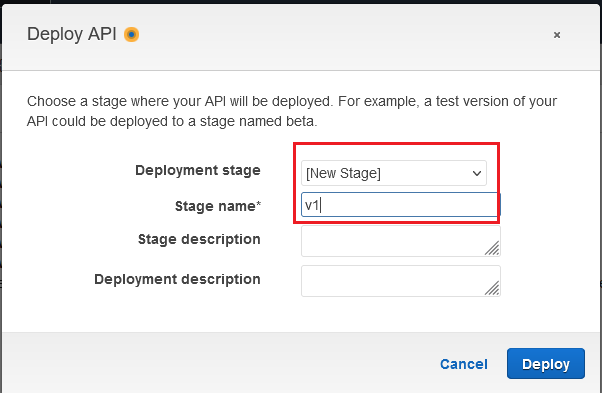 Deploy API
×
Choose a stage where your API will be deployed. For example, a test version of your
API could be deployed to a stage named beta.
Deployment stage [New Stage]
Stage name* v1
Stage description
Deployment description
Cancel Deploy